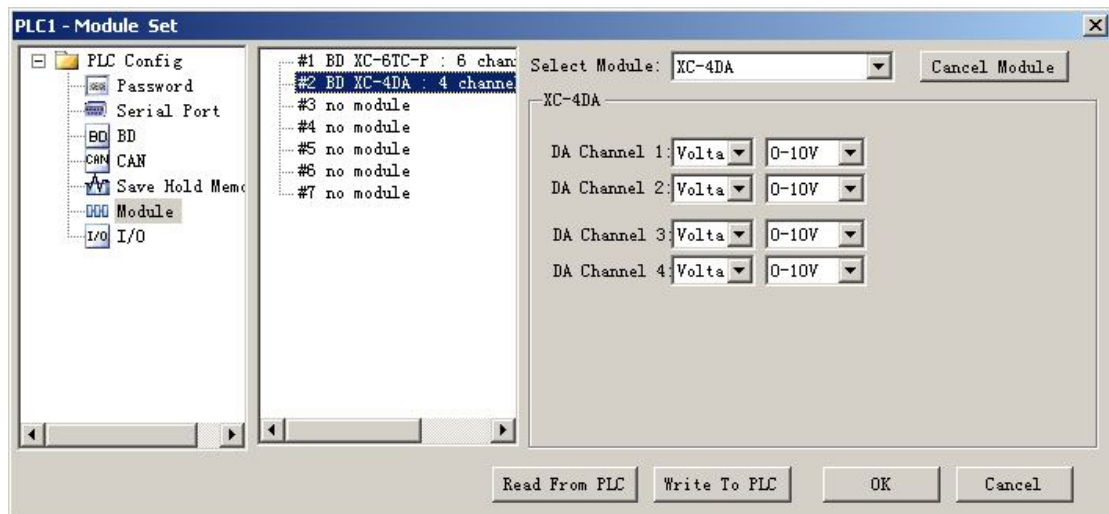 PLC1 - Module Set
PLC Config
Password
Serial Port
BD BD
CAN CAN
Save Hold Memo
Module
I/O I/O
#1 BD XC-6TC-P : 6 chan
#2 BD XC-4DA : 4 channe
#3 no module
#4 no module
#5 no module
#6 no module
#7 no module
Select Module: XC-4DA Cancel Module
XC-4DA
DA Channel 1: Volta 0-10V
DA Channel 2: Volta 0-10V
DA Channel 3: Volta 0-10V
DA Channel 4: Volta 0-10V
Read From PLC Write To PLC OK Cancel